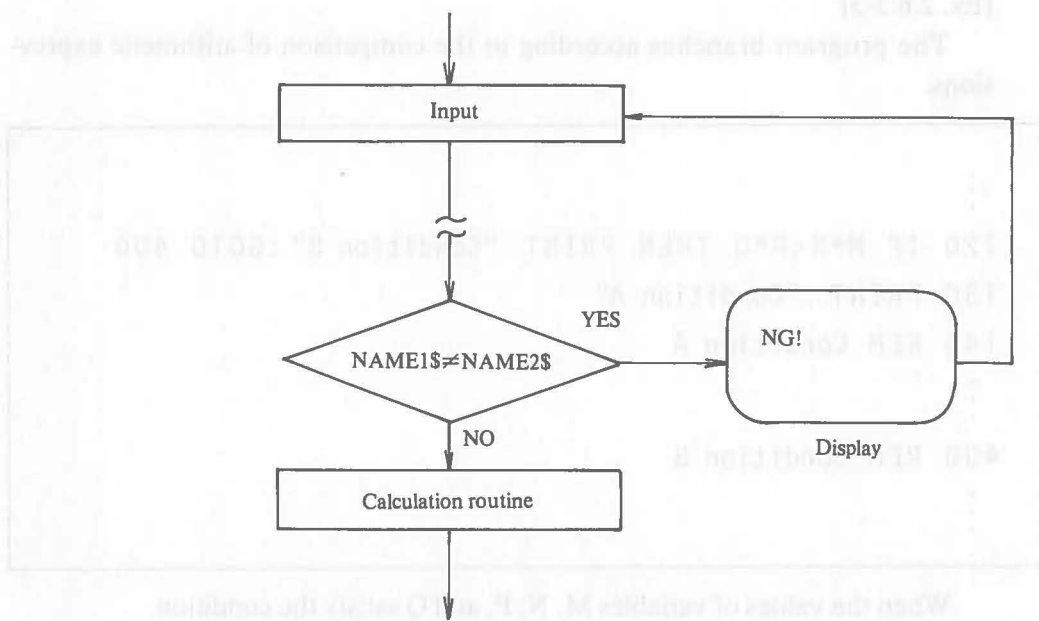 [Ex. 2.6.3-3]
The program branches according to the comparison of arithmetic expres-
sions.
Input
120 IF M*N<P*Q THEN PRINT "Condition B":GOTO 400
130 PRINT "Condition A"
140 REM Condition A
YES
NAME1$≠NAME2$
NG!
NO
Display
400 REM Condition B
Calculation routine
When the values of variables M, N, P, and Q satisfy the condition